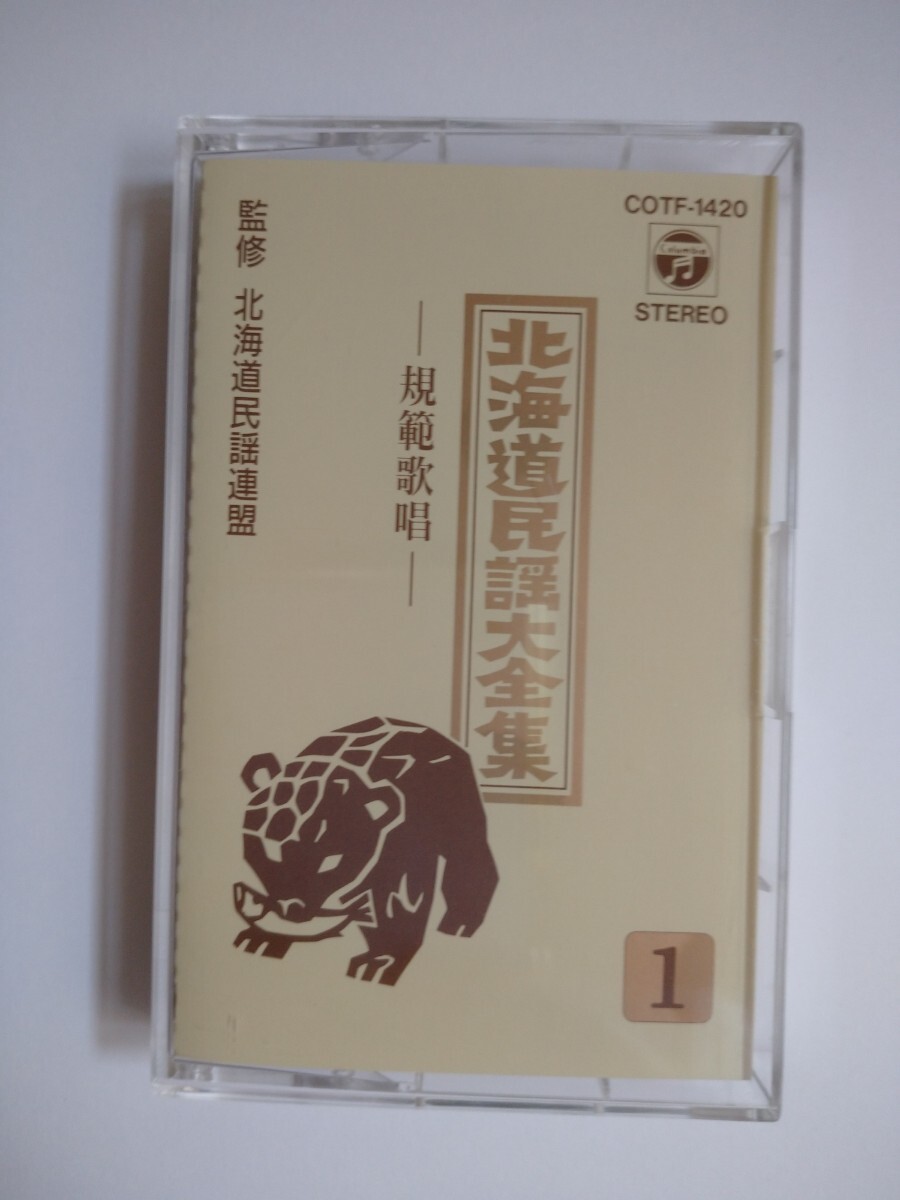 COTF-1420
Columbia
STEREO
北海道民謡大全集
―規範歌唱―
監修 北海道民謡連盟
1